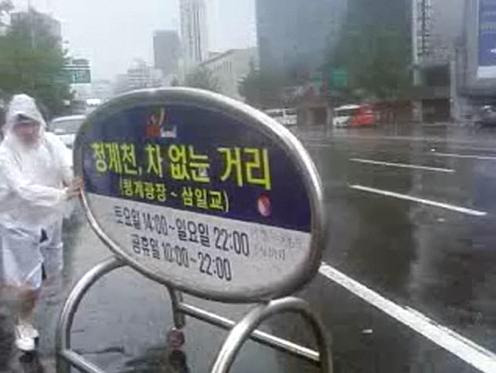 청계천, 차 없는 거리
(청계광장 ~ 삼일교)
토요일 14:00~일요일 22:00
공휴일 10:00~22:00